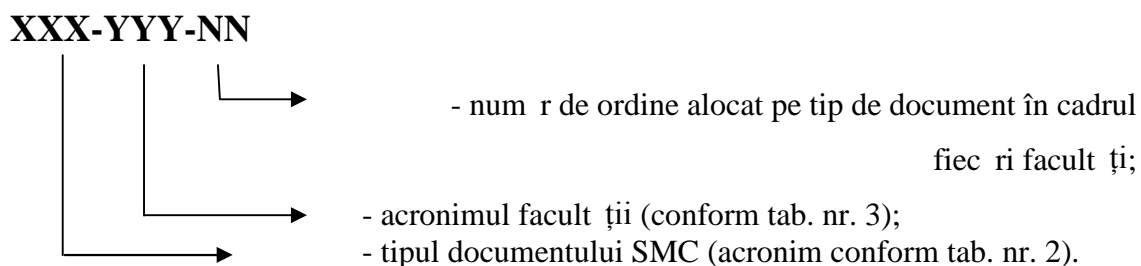 XXX-YYY-NN
- num r de ordine alocat pe tip de document în cadrul
fiec ri facult ți;
- acronimul facult ții (conform tab. nr. 3);
- tipul documentului SMC (acronim conform tab. nr. 2).